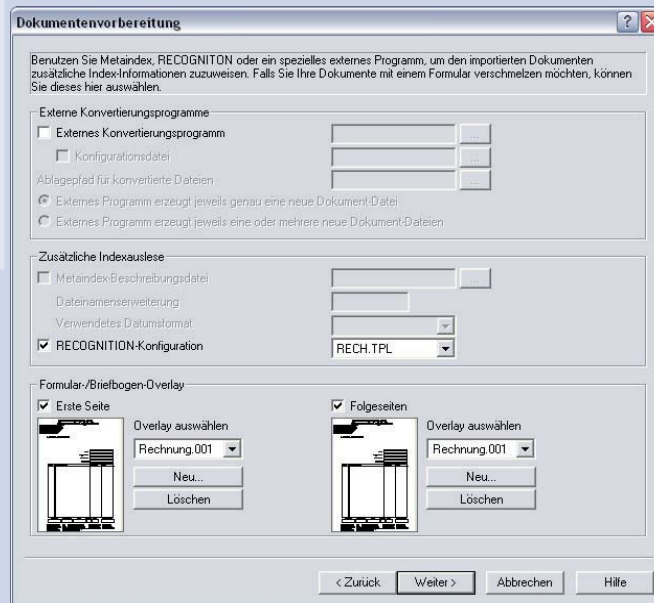 Dokumentenvorbereitung
Benutzen Sie Metaindex, RECOGNITON oder ein spezielles externes Programm, um den importierten Dokumenten
zusätzliche Index-Informationen zuzuweisen. Falls Sie Ihre Dokumente mit einem Formular verschmelzen möchten, können
Sie dieses hier auswählen.
Externe Konvertierungsprogramme
Externes Konvertierungsprogramm
...
Konfigurationsdatei
...
Ablagepfad für konvertierte Dateien
...
Externes Programm erzeugt jeweils genau eine neue Dokument-Datei
Externes Programm erzeugt jeweils eine oder mehrere neue Dokument-Dateien
Zusätzliche Indexauslese
Metaindex-Beschreibungsdatei
...
Dateinamenserweiterung
Verwendetes Datumsformat
RECOGNITION-Konfiguration RECH.TPL
Formular-/Briefbogen-Overlay
Erste Seite
Overlay auswählen
Rechnung.001
Neu...
Löschen
Folgeseiten
Overlay auswählen
Rechnung.001
Neu...
Löschen
< Zurück Weiter > Abbrechen Hilfe